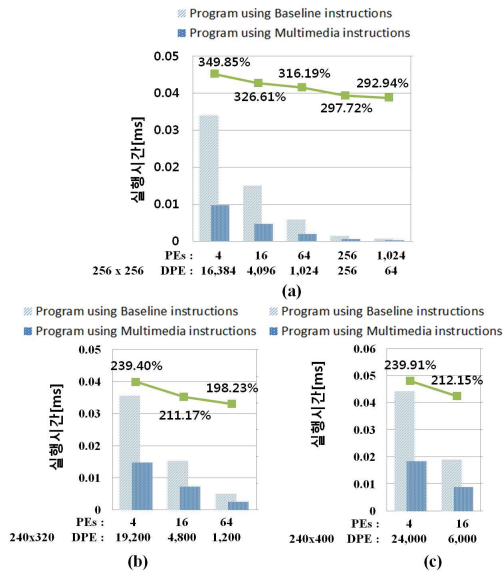 Program using Baseline instructions
Program using Multimedia instructions
실행시간[ms]
0.05
0.04
0.03
0.02
0.01
0
349.85%
326.61%
316.19%
297.72%
292.94%
PEs : 4 16 64 256 1,024
256 x 256 DPE : 16,384 4,096 1,024 256 64
(a)
Program using Baseline instructions
Program using Multimedia instructions
실행시간[ms]
0.05
0.04
0.03
0.02
0.01
0
239.40%
211.17%
198.23%
PEs : 4 16 64
240x320 DPE : 19,200 4,800 1,200
(b)
Program using Baseline instructions
Program using Multimedia instructions
실행시간[ms]
0.06
0.05
0.04
0.03
0.02
0.01
0
239.91%
212.15%
PEs : 4 16
240x400 DPE : 24,000 6,000
(c)